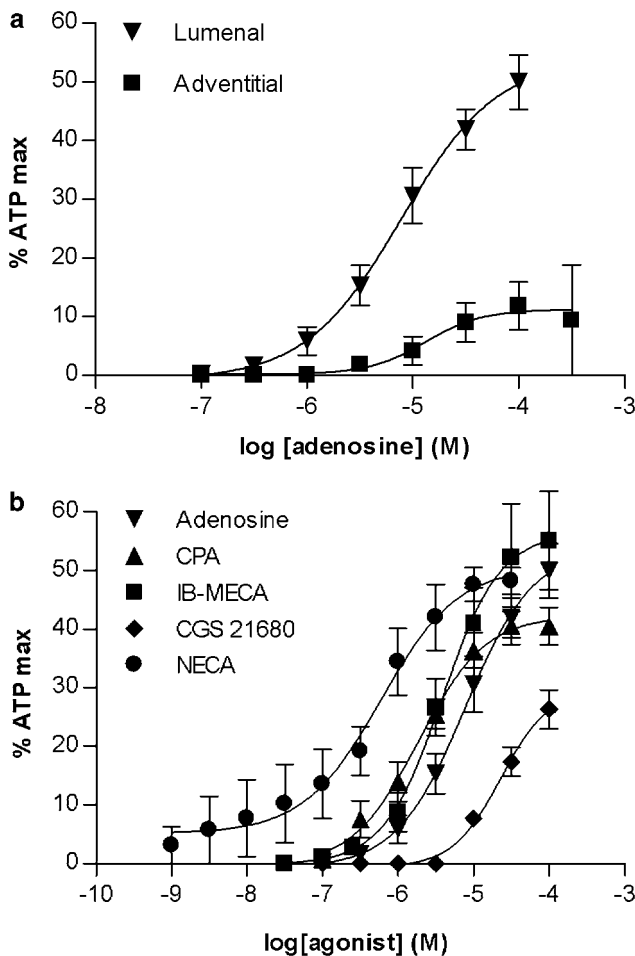 a
60
50
40
30
20
10
0
% ATP max
Lumenal
Adventitial
-8 -7 -6 -5 -4 -3
log [adenosine] (M)
b
60
50
40
30
20
10
0
% ATP max
Adenosine
CPA
IB-MECA
CGS 21680
NECA
-10 -9 -8 -7 -6 -5 -4 -3
log[agonist] (M)